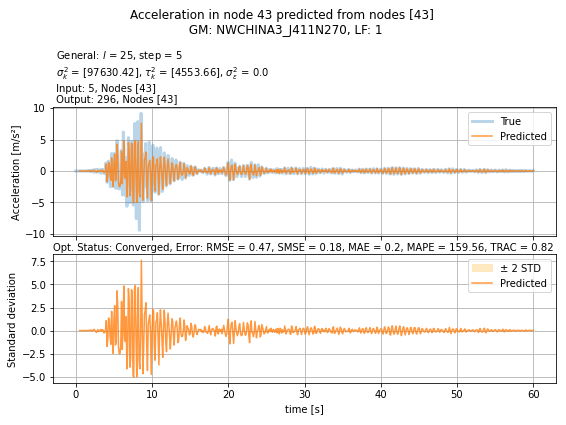 Acceleration in node 43 predicted from nodes [43]
GM: NWCHINA3_J411N270, LF: 1
General: l = 25, step = 5
σ²_k = [97630.42], τ²_k = [4553.66], σ²_ε = 0.0
Input: 5, Nodes [43]
Output: 296, Nodes [43]
10
5
0
−5
−10
Acceleration [m/s²]
True
Predicted
Opt. Status: Converged, Error: RMSE = 0.47, SMSE = 0.18, MAE = 0.2, MAPE = 159.56, TRAC = 0.82
7.5
5.0
2.5
0.0
−2.5
−5.0
Standard deviation
± 2 STD
Predicted
0 10 20 30 40 50 60
time [s]